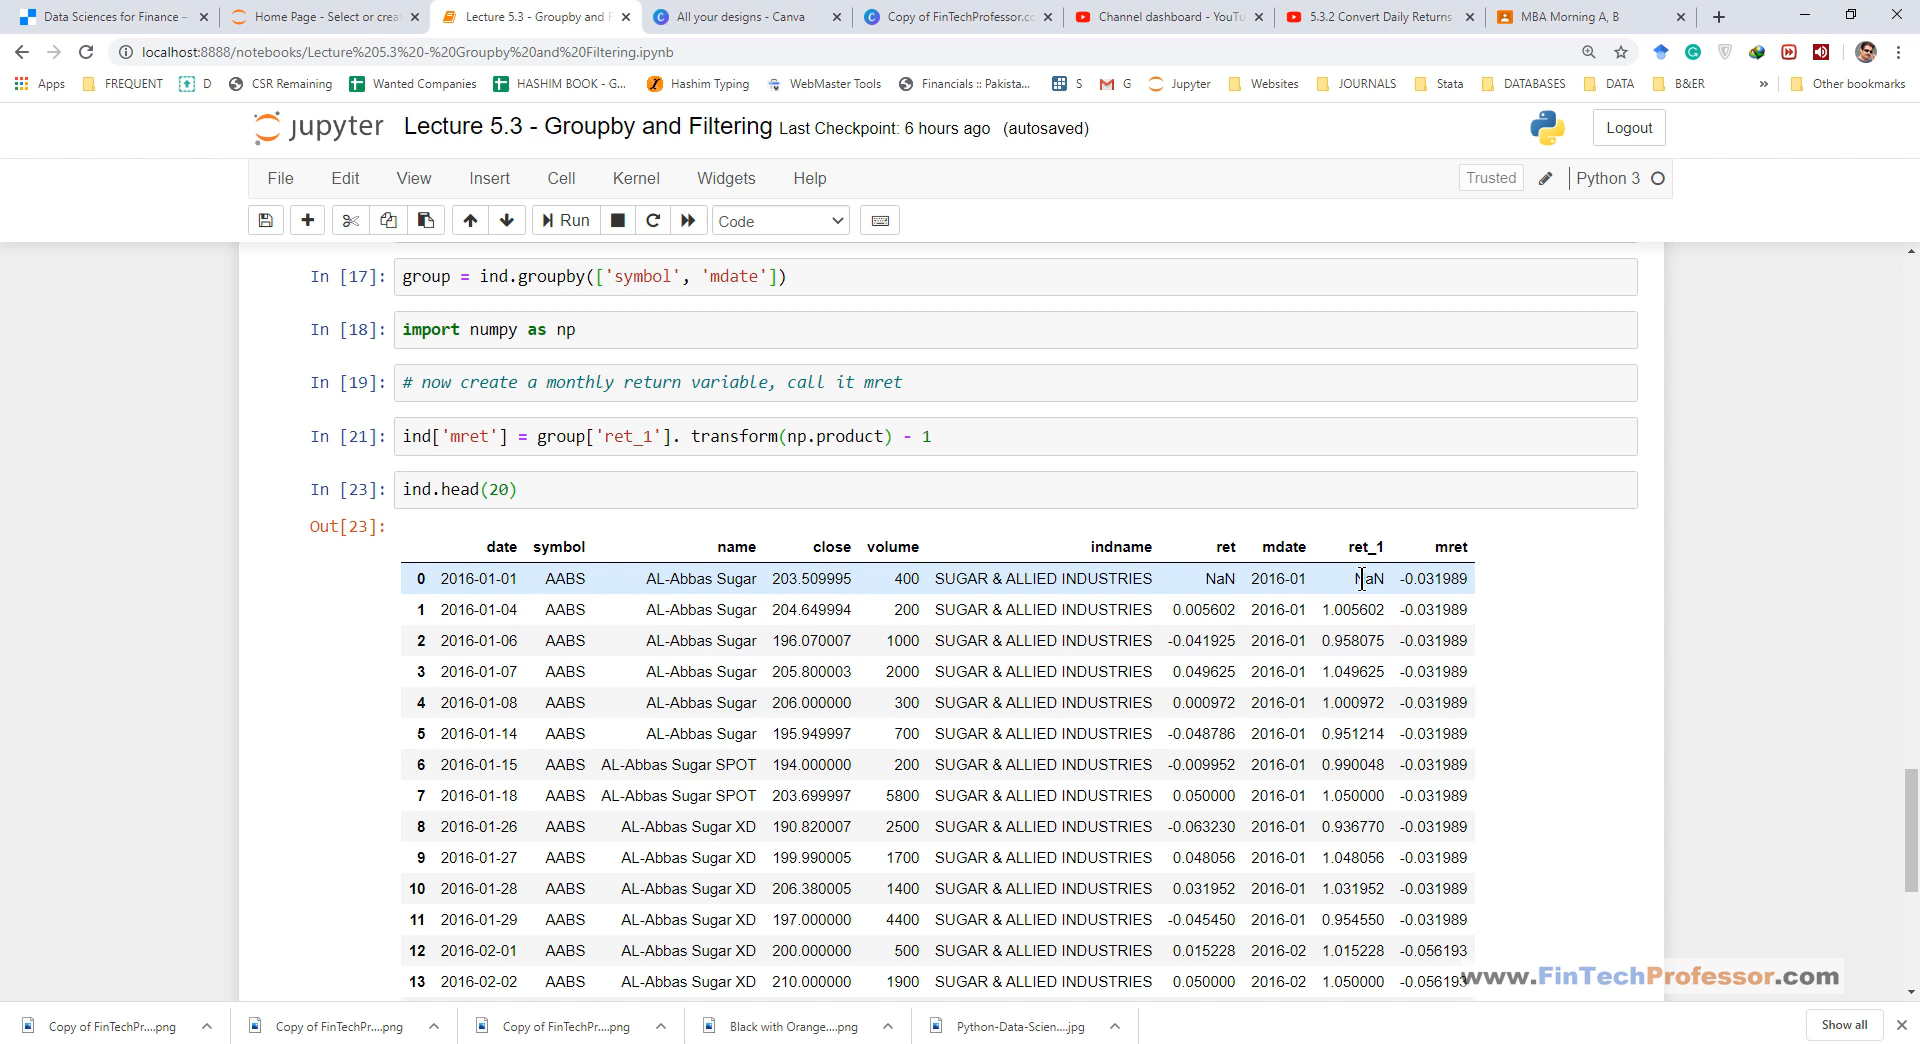 Data Sciences for Finance –
Home Page - Select or creat
Lecture 5.3 - Groupby and F
All your designs - Canva
Copy of FinTechProfessor.co
Channel dashboard - YouTu
5.3.2 Convert Daily Returns
MBA Morning A, B
localhost:8888/notebooks/Lecture%205.3%20-%20Groupby%20and%20Filtering.ipynb
Apps FREQUENT D CSR Remaining Wanted Companies HASHIM BOOK - G... Hashim Typing WebMaster Tools Financials :: Pakista... S G Jupyter Websites JOURNALS Stata DATABASES DATA B&ER » Other bookmarks
jupyter Lecture 5.3 - Groupby and Filtering Last Checkpoint: 6 hours ago (autosaved) Logout
File Edit View Insert Cell Kernel Widgets Help Trusted Python 3
Run Code
In [17]: group = ind.groupby(['symbol', 'mdate'])
In [18]: import numpy as np
In [19]: # now create a monthly return variable, call it mret
In [21]: ind['mret'] = group['ret_1']. transform(np.product) - 1
In [23]: ind.head(20)
Out[23]:
date symbol name close volume indname ret mdate ret_1 mret
0 2016-01-01 AABS AL-Abbas Sugar 203.509995 400 SUGAR & ALLIED INDUSTRIES NaN 2016-01 NaN -0.031989
1 2016-01-04 AABS AL-Abbas Sugar 204.649994 200 SUGAR & ALLIED INDUSTRIES 0.005602 2016-01 1.005602 -0.031989
2 2016-01-06 AABS AL-Abbas Sugar 196.070007 1000 SUGAR & ALLIED INDUSTRIES -0.041925 2016-01 0.958075 -0.031989
3 2016-01-07 AABS AL-Abbas Sugar 205.800003 2000 SUGAR & ALLIED INDUSTRIES 0.049625 2016-01 1.049625 -0.031989
4 2016-01-08 AABS AL-Abbas Sugar 206.000000 300 SUGAR & ALLIED INDUSTRIES 0.000972 2016-01 1.000972 -0.031989
5 2016-01-14 AABS AL-Abbas Sugar 195.949997 700 SUGAR & ALLIED INDUSTRIES -0.048786 2016-01 0.951214 -0.031989
6 2016-01-15 AABS AL-Abbas Sugar SPOT 194.000000 200 SUGAR & ALLIED INDUSTRIES -0.009952 2016-01 0.990048 -0.031989
7 2016-01-18 AABS AL-Abbas Sugar SPOT 203.699997 5800 SUGAR & ALLIED INDUSTRIES 0.050000 2016-01 1.050000 -0.031989
8 2016-01-26 AABS AL-Abbas Sugar XD 190.820007 2500 SUGAR & ALLIED INDUSTRIES -0.063230 2016-01 0.936770 -0.031989
9 2016-01-27 AABS AL-Abbas Sugar XD 199.990005 1700 SUGAR & ALLIED INDUSTRIES 0.048056 2016-01 1.048056 -0.031989
10 2016-01-28 AABS AL-Abbas Sugar XD 206.380005 1400 SUGAR & ALLIED INDUSTRIES 0.031952 2016-01 1.031952 -0.031989
11 2016-01-29 AABS AL-Abbas Sugar XD 197.000000 4400 SUGAR & ALLIED INDUSTRIES -0.045450 2016-01 0.954550 -0.031989
12 2016-02-01 AABS AL-Abbas Sugar XD 200.000000 500 SUGAR & ALLIED INDUSTRIES 0.015228 2016-02 1.015228 -0.056193
13 2016-02-02 AABS AL-Abbas Sugar XD 210.000000 1900 SUGAR & ALLIED INDUSTRIES 0.050000 2016-02 1.050000 -0.056193
www.FinTechProfessor.com
Copy of FinTechPr....png
Copy of FinTechPr....png
Copy of FinTechPr....png
Black with Orange....png
Python-Data-Scien....jpg
Show all